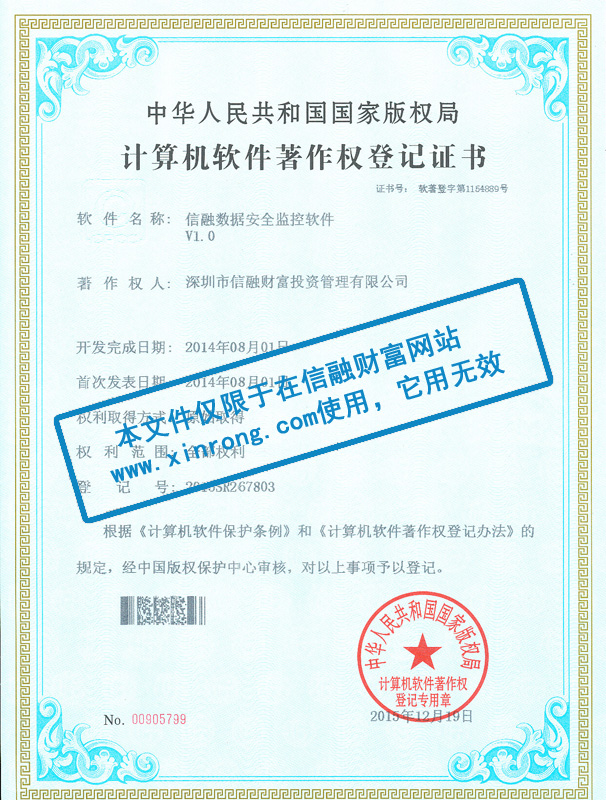 中华人民共和国国家版权局
计算机软件著作权登记证书
证书号： 软著登字第1154889号
软件名称： 信融数据安全监控软件
V1.0
著作权人： 深圳市信融财富投资管理有限公司
开发完成日期： 2014年08月01日
首次发表日期： 2014年08月01日
权利取得方式： 原始取得
权利范围： 全部权利
登记号： 2015SR267803
本文件仅限于在信融财富网站
www.xinrong.com使用，它用无效
根据《计算机软件保护条例》和《计算机软件著作权登记办法》的
规定，经中国版权保护中心审核，对以上事项予以登记。
中华人民共和国国家版权局
计算机软件著作权
登记专用章
No. 00905799
2015年12月19日